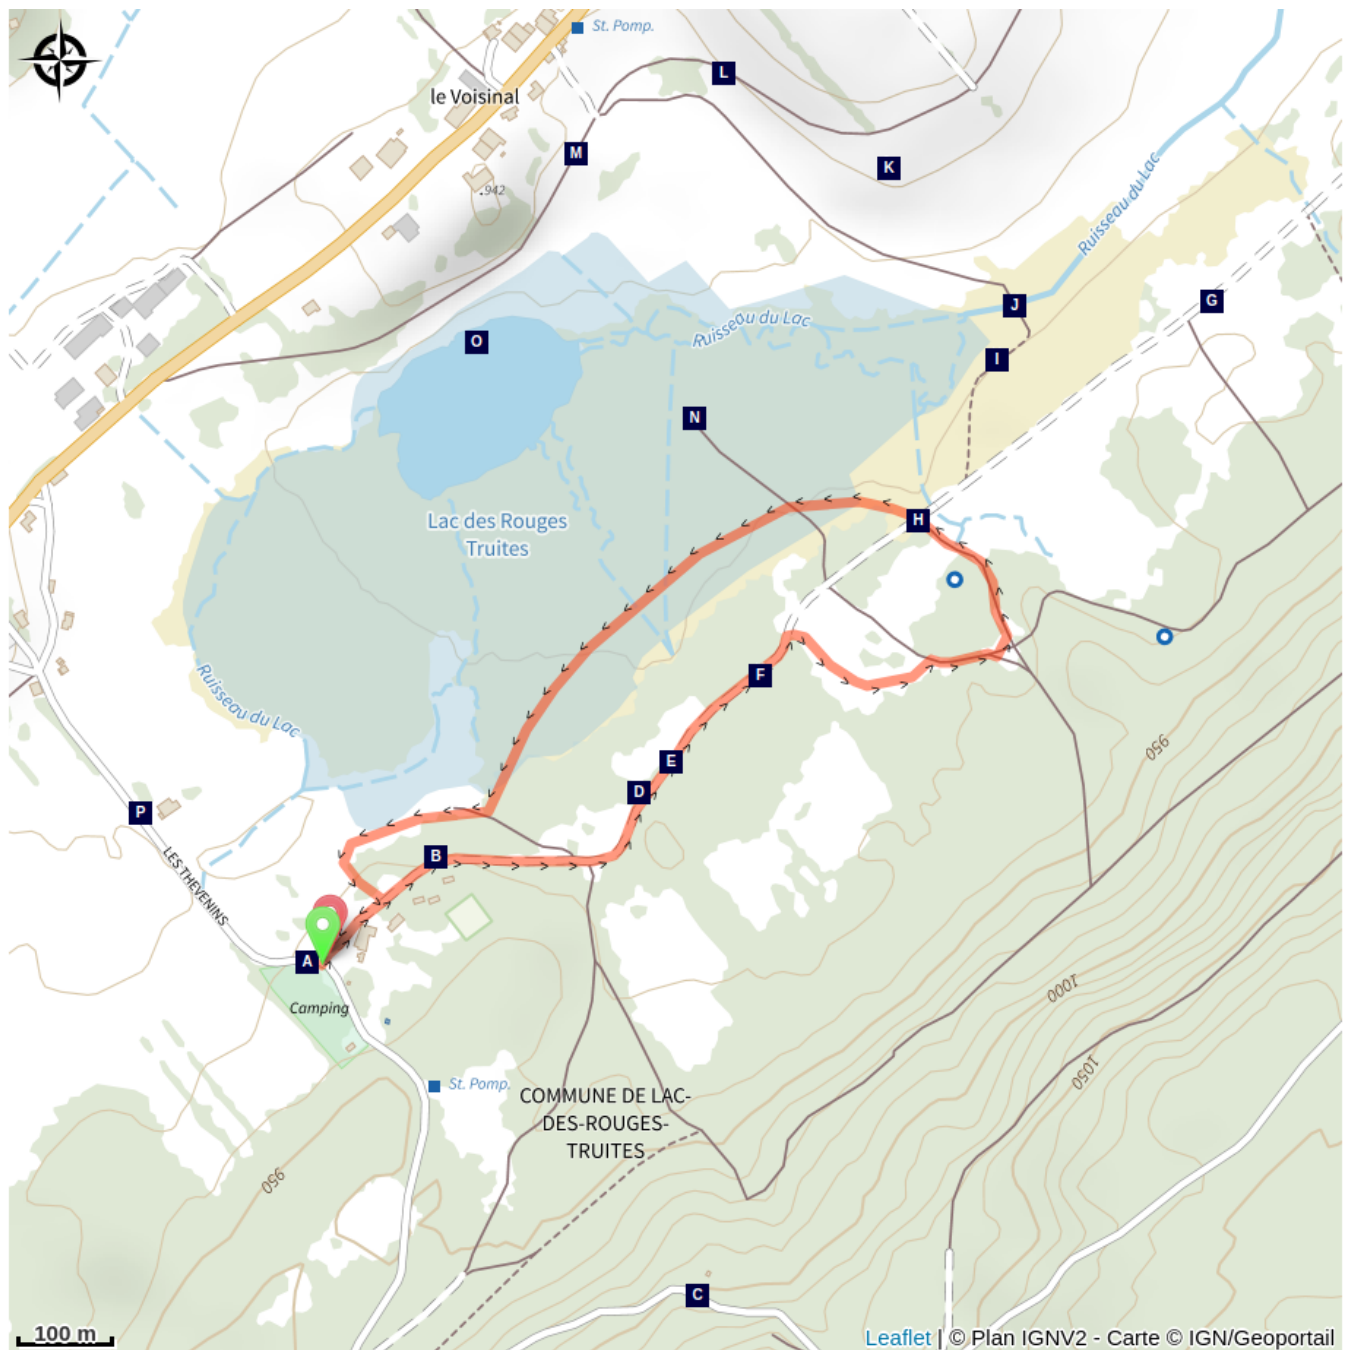 St. Pomp.
L
le Voisinal
M
K
942
Ruisseau du Lac
G
J
O
Ruisseau du Lac
I
N
Lac des Rouges
Truites
H
F
Ruisseau du Lac
950
E
D
P
B
LES THEVENINS
A
Camping
1000
1050
St. Pomp.
COMMUNE DE LAC-
DES-ROUGES-
TRUITES
950
C
100 m
Leaflet | © Plan IGNV2 - Carte © IGN/Geoportail